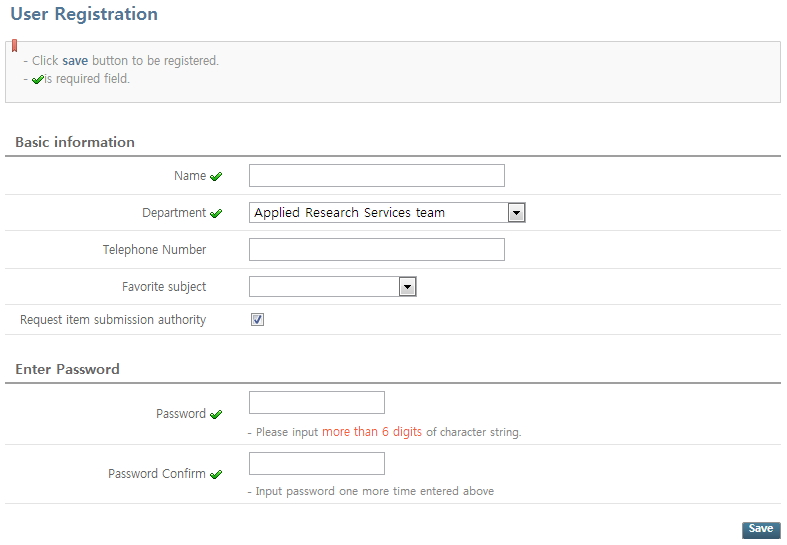 User Registration
- Click save button to be registered.
- is required field.
Basic information
Name
Department Applied Research Services team
Telephone Number
Favorite subject
Request item submission authority
Enter Password
Password
- Please input more than 6 digits of character string.
Password Confirm
- Input password one more time entered above
Save